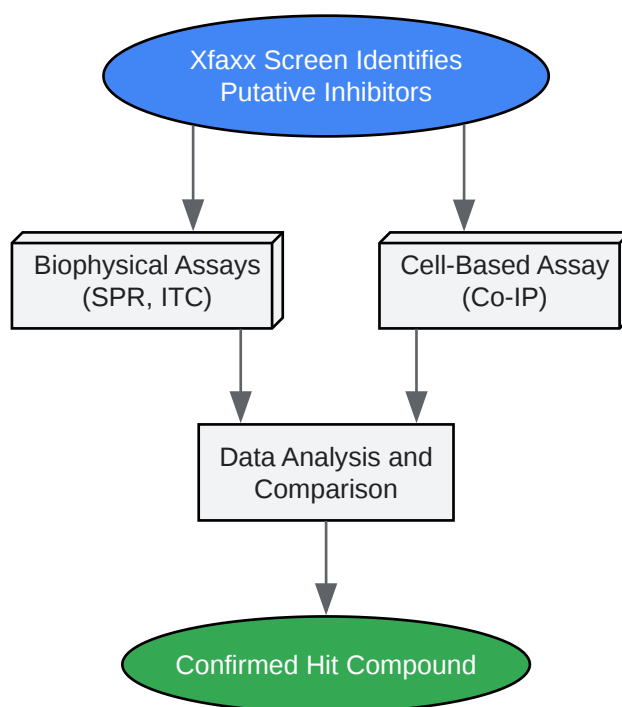 Xfaxx Screen Identifies
Putative Inhibitors
Biophysical Assays
(SPR, ITC)
Cell-Based Assay
(Co-IP)
Data Analysis and
Comparison
Confirmed Hit Compound